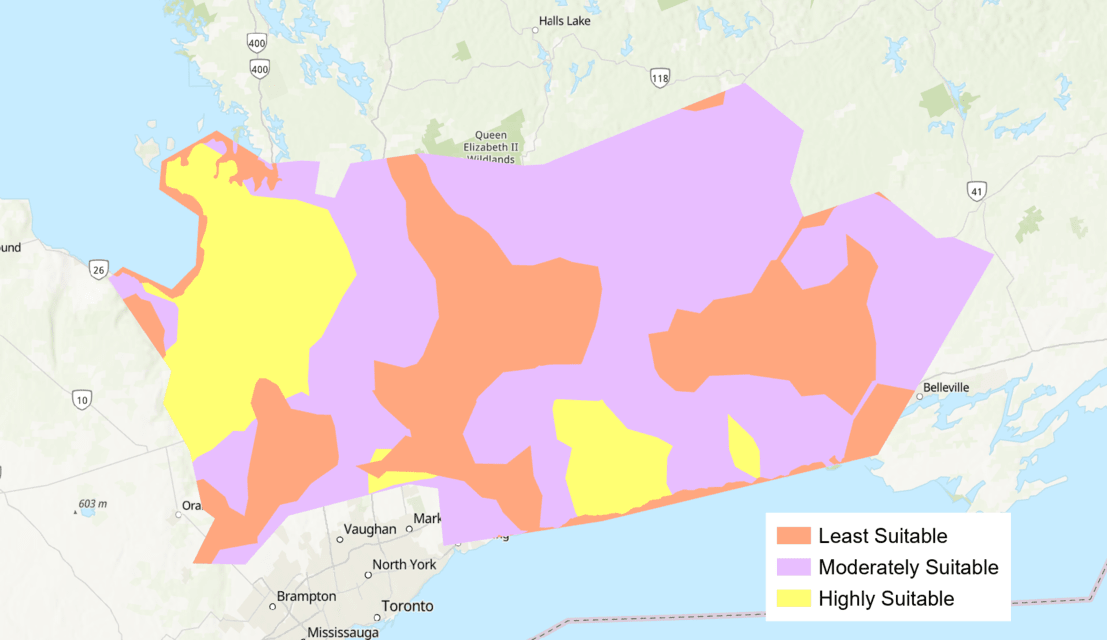 Halls Lake
400
400
118
Queen
Elizabeth II
Wildlands
41
ound
26
10
Belleville
603 m
Ora
Mark
Vaughan
g
North York
Brampton
Toronto
Mississauga
Least Suitable
Moderately Suitable
Highly Suitable